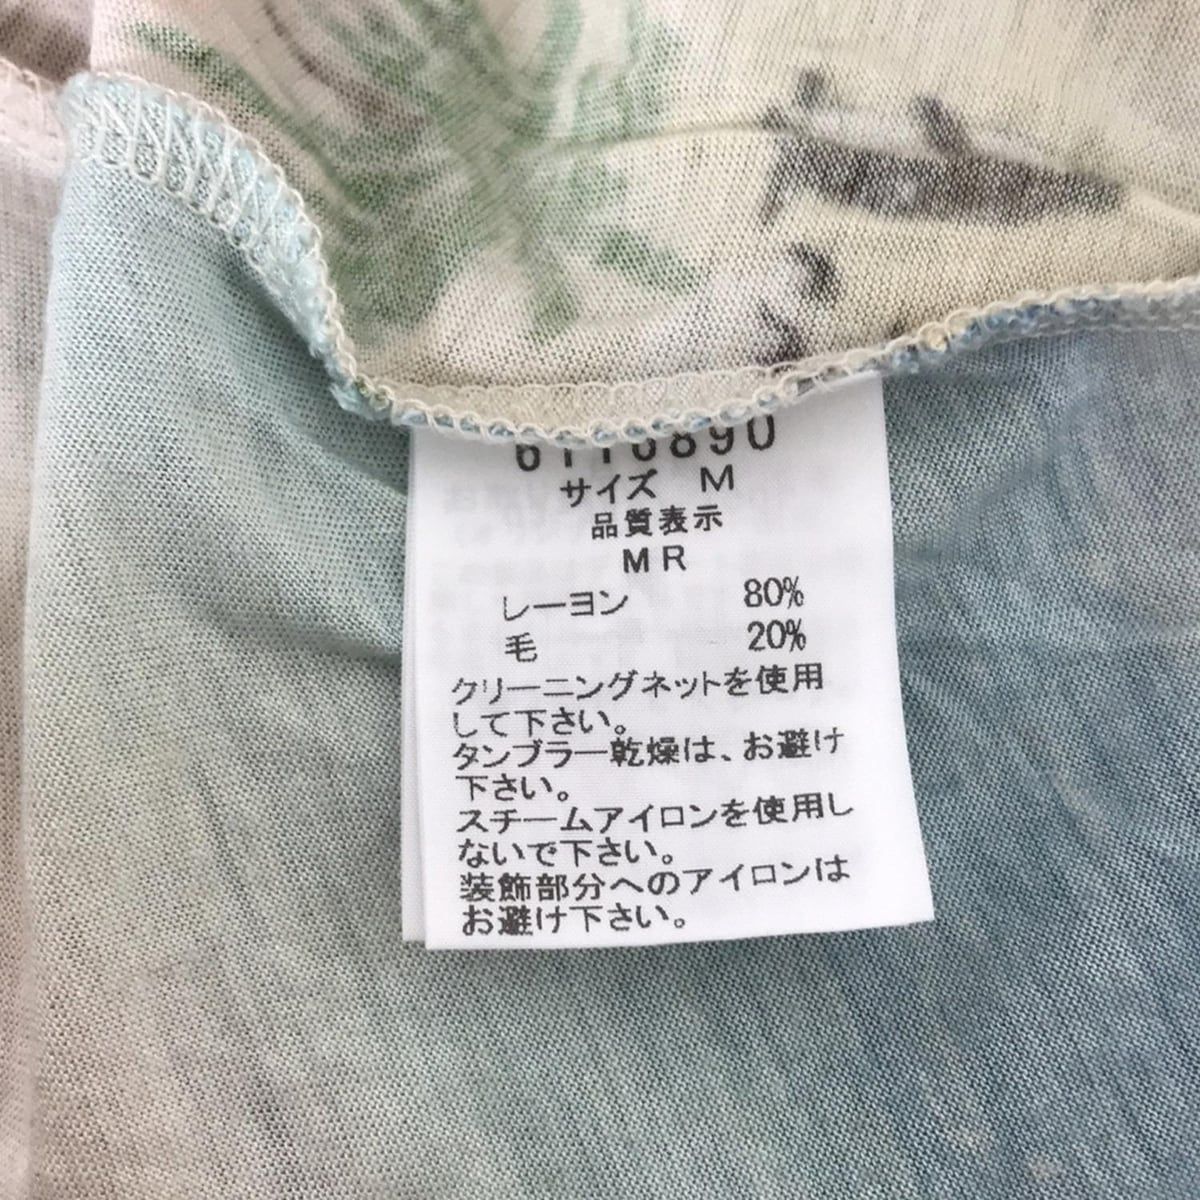 6116890
サイズ M
品質表示
MR
レーヨン 80%
毛 20%
クリーニングネットを使用
して下さい。
タンブラー乾燥は、お避け
下さい。
スチームアイロンを使用し
ないで下さい。
装飾部分へのアイロンは
お避け下さい。